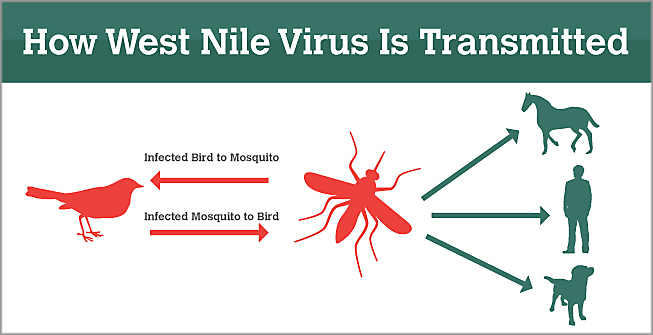 How West Nile Virus Is Transmitted
Infected Bird to Mosquito
Infected Mosquito to Bird